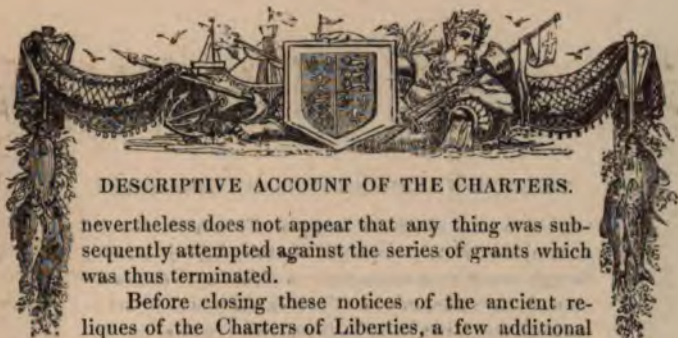 DESCRIPTIVE ACCOUNT OF THE CHARTERS.
nevertheless does not appear that any thing was sub-
sequently attempted against the series of grants which
was thus terminated.
Before closing these notices of the ancient re-
liques of the Charters of Liberties, a few additional